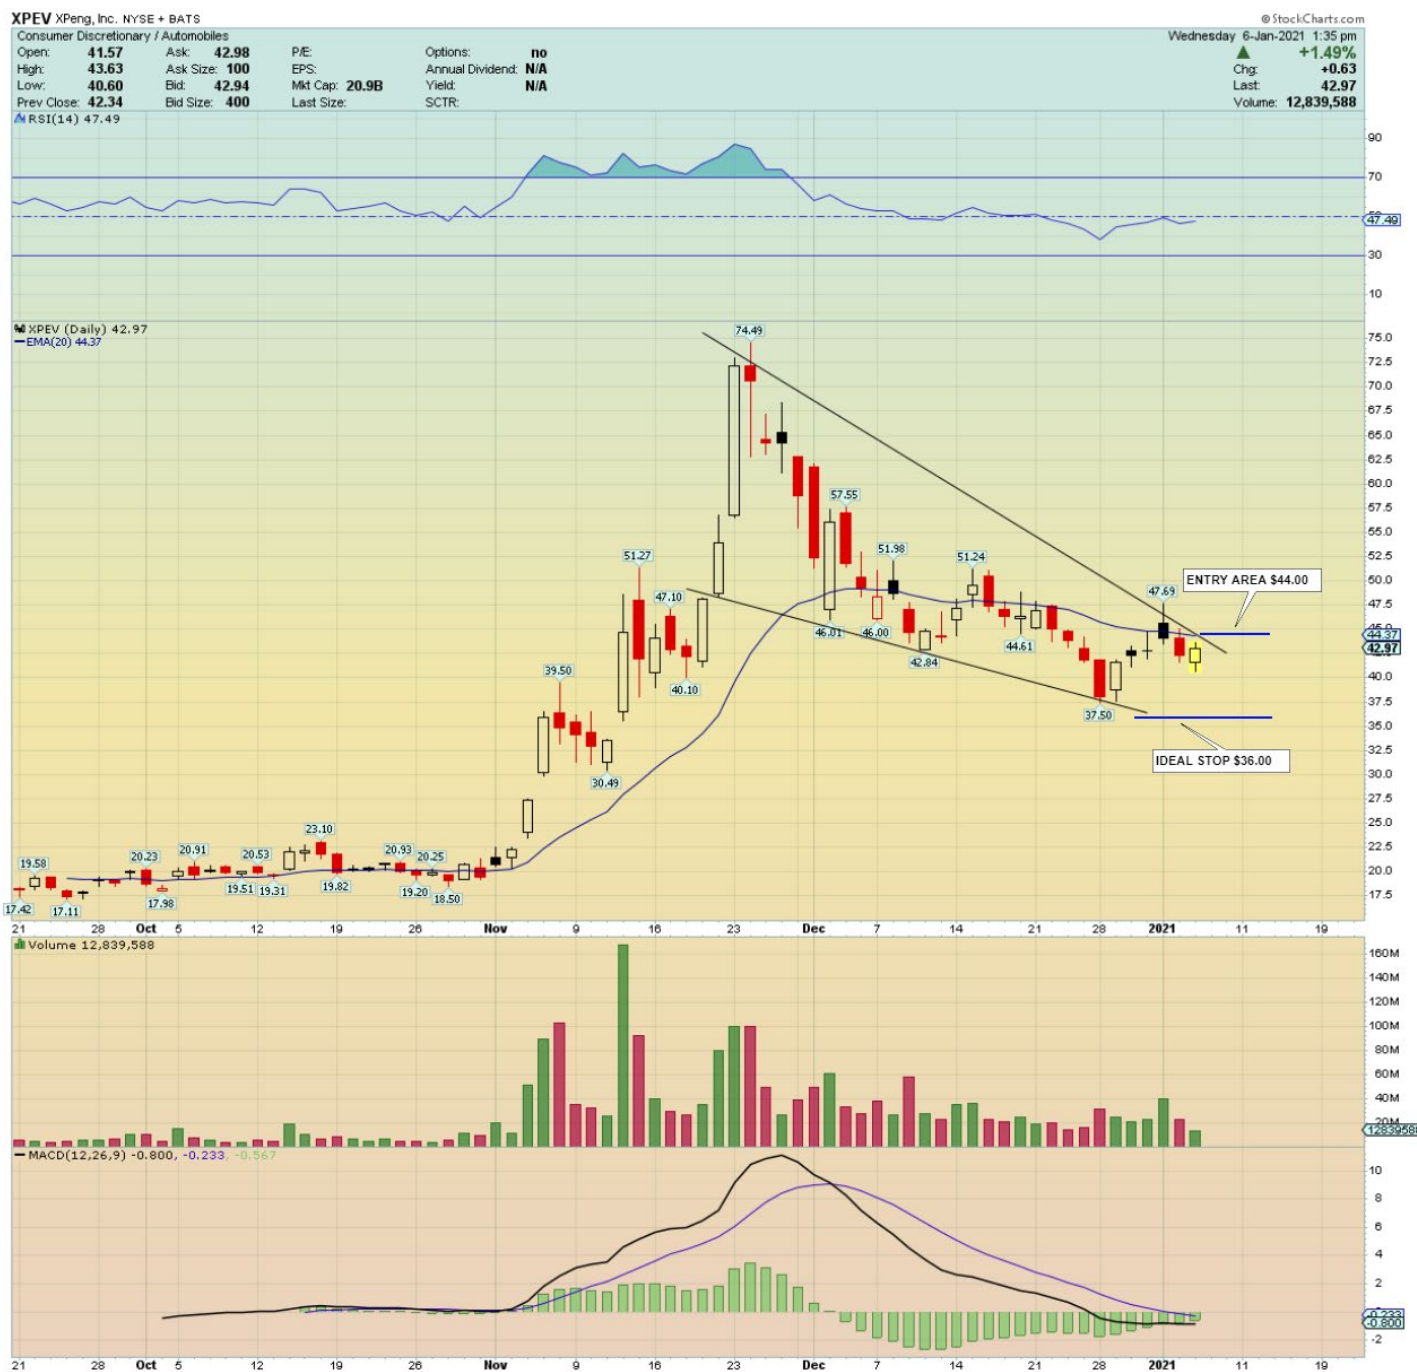 XPEV XPeng, Inc. NYSE + BATS
© StockCharts.com
Consumer Discretionary / Automobiles
Wednesday 6-Jan-2021 1:35 pm
Open: 41.57 Ask: 42.98 P/E: Options: no
+1.49%
High: 43.63 Ask Size: 100 EPS: Annual Dividend: N/A
Chg: +0.63
Low: 40.60 Bid: 42.94 Mkt Cap: 20.9B Yield: N/A
Last: 42.97
Prev Close: 42.34 Bid Size: 400 Last Size: SCTR:
Volume: 12,839,588
RSI(14) 47.49
90
70
47.49
30
10
XPEV (Daily) 42.97
EMA(20) 44.37
74.49
75.0
72.5
70.0
67.5
65.0
62.5
60.0
57.5
55.0
52.5
50.0
47.5
45.0
44.37
42.97
40.0
37.5
35.0
32.5
30.0
27.5
25.0
22.5
20.0
17.5
57.55
51.27
51.98
51.24
47.10
47.69
ENTRY AREA $44.00
46.01
46.00
44.61
42.84
40.10
39.50
37.50
IDEAL STOP $36.00
30.49
23.10
19.58
20.23
20.91
20.53
20.93
20.25
17.42
17.11
17.98
19.51
19.31
19.82
19.20
18.50
21 28 Oct 5 12 19 26 Nov 9 16 23 Dec 7 14 21 28 2021 11 19
Volume 12,839,588
160M
140M
120M
100M
80M
60M
40M
20M
12839588
MACD(12,26,9) -0.800, -0.233, -0.567
10
8
6
4
2
-0.233
-0.800
-2
21 28 Oct 5 12 19 26 Nov 9 16 23 Dec 7 14 21 28 2021 11 19